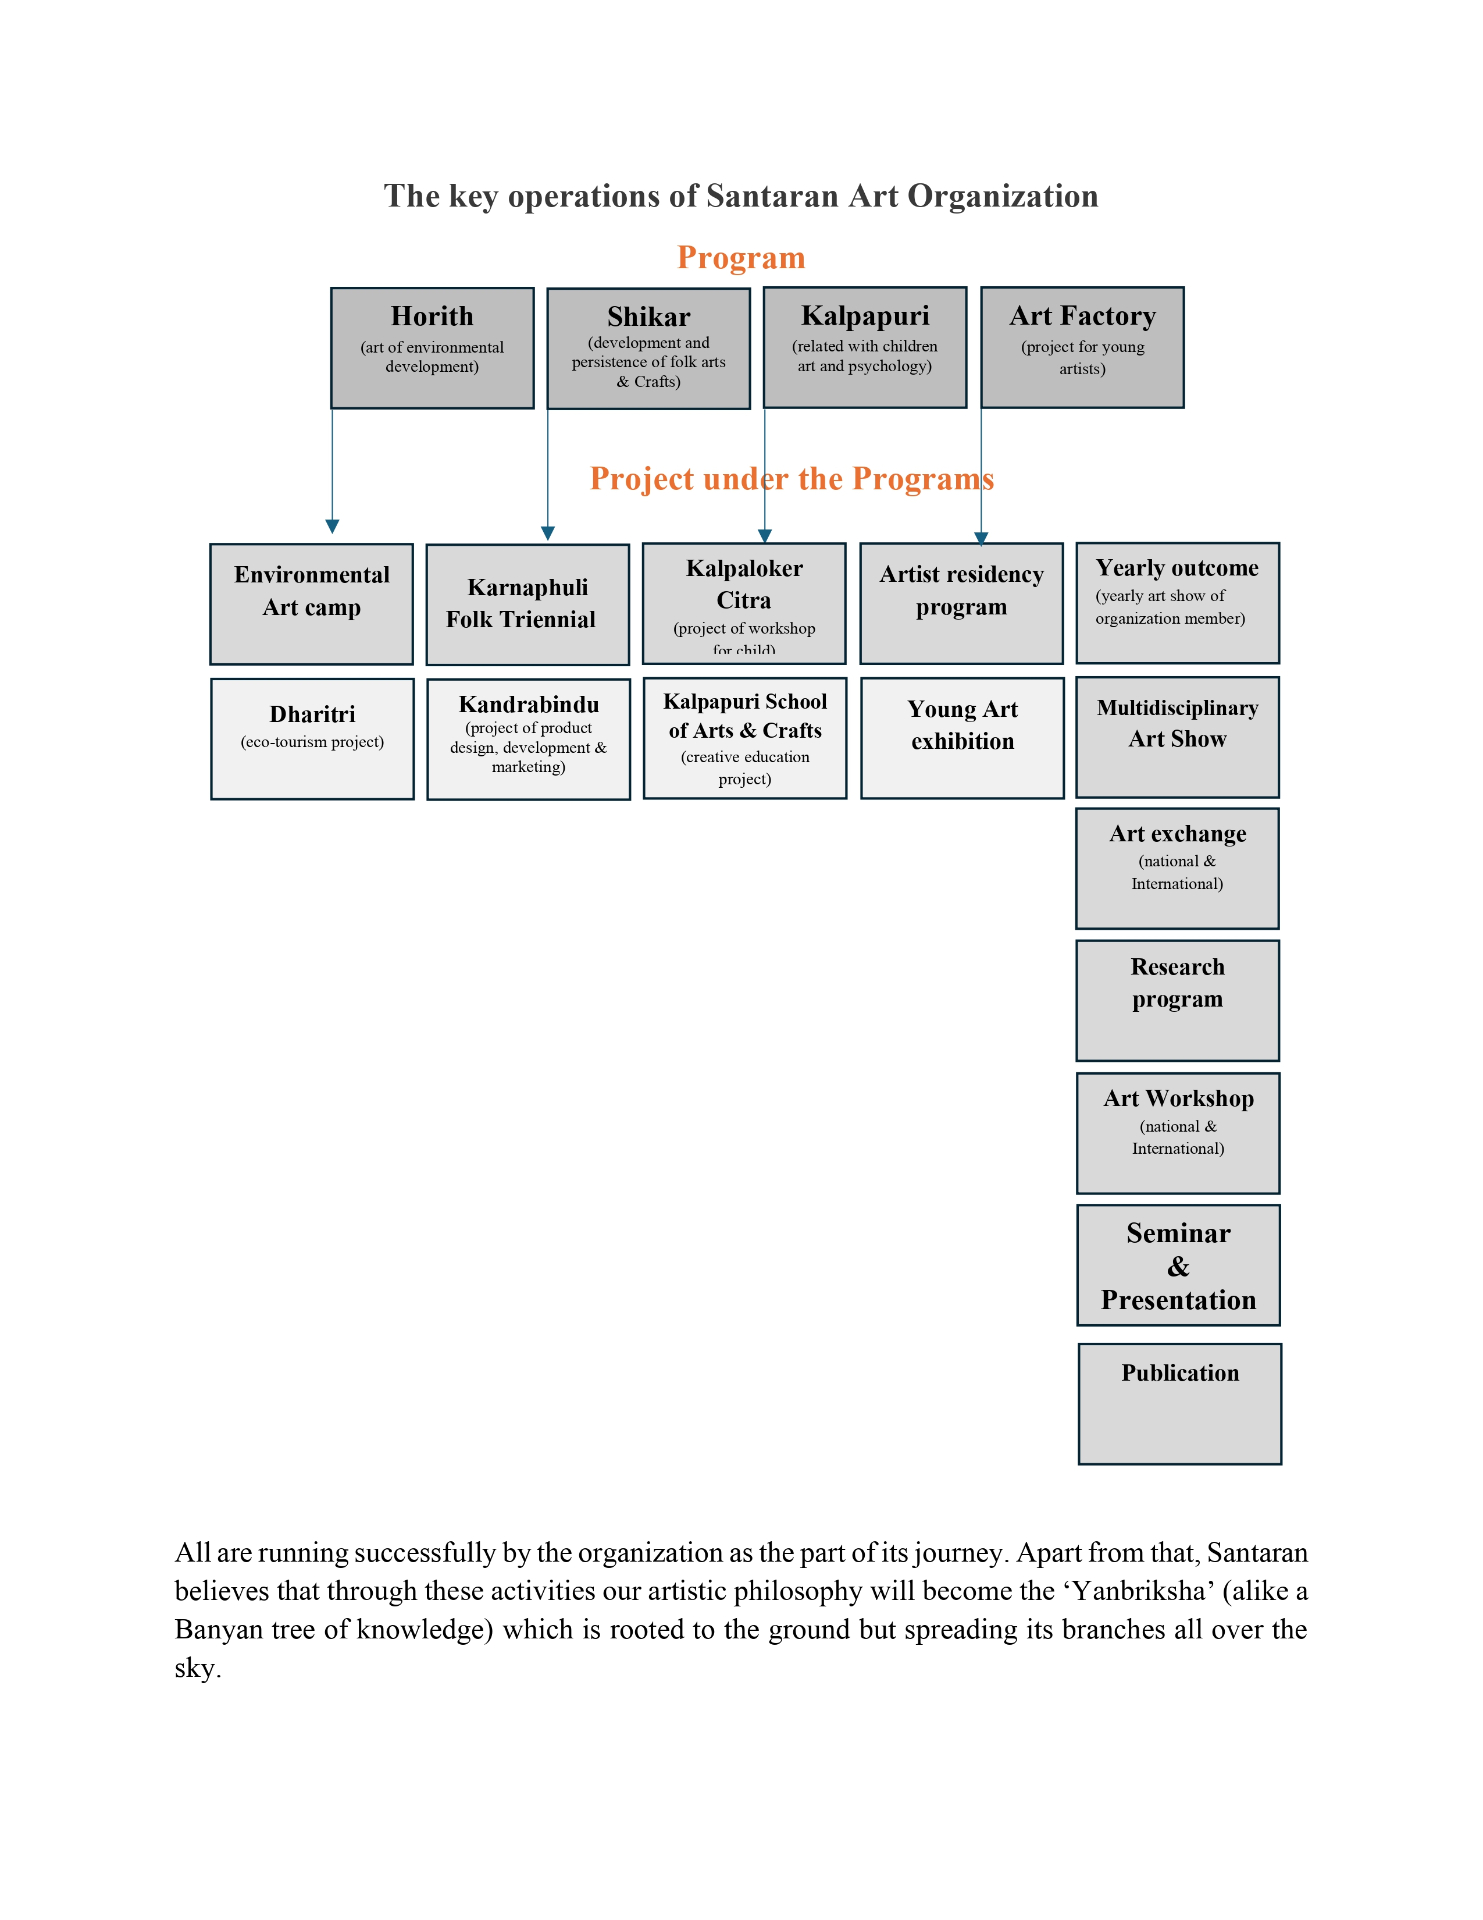 The key operations of Santaran Art Organization
Program
Horith
(art of environmental
development)
Shikar
(development and
persistence of folk arts
& Crafts)
Kalpapuri
(related with children
art and psychology)
Art Factory
(project for young
artists)
Project under the Programs
Environmental
Art camp
Karnaphuli
Folk Triennial
Kalpaloker
Citra
(project of workshop
for child)
Artist residency
program
Yearly outcome
(yearly art show of
organization member)
Dharitri
(eco-tourism project)
Kandrabindu
(project of product
design, development &
marketing)
Kalpapuri School
of Arts & Crafts
(creative education
project)
Young Art
exhibition
Multidisciplinary
Art Show
Art exchange
(national &
International)
Research
program
Art Workshop
(national &
International)
Seminar
&
Presentation
Publication
All are running successfully by the organization as the part of its journey. Apart from that, Santaran
believes that through these activities our artistic philosophy will become the ‘Yanbriksha’ (alike a
Banyan tree of knowledge) which is rooted to the ground but spreading its branches all over the
sky.